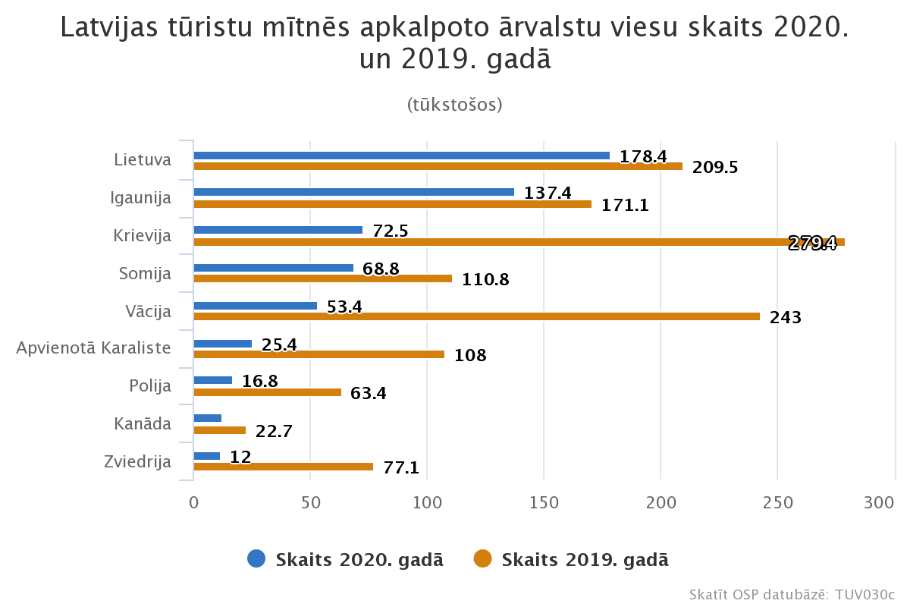 Latvijas tūristu mītnēs apkalpoto ārvalstu viesu skaits 2020.
un 2019. gadā
(tūkstošos)
Lietuva 178.4 209.5
Igaunija 137.4 171.1
Krievija 72.5 279.4
Somija 68.8 110.8
Vācija 53.4 243
Apvienotā Karaliste 25.4 108
Polija 16.8 63.4
Kanāda 22.7
Zviedrija 12 77.1
0 50 100 150 200 250 300
Skaits 2020. gadā Skaits 2019. gadā
Skatīt OSP datubāzē: TUV030c